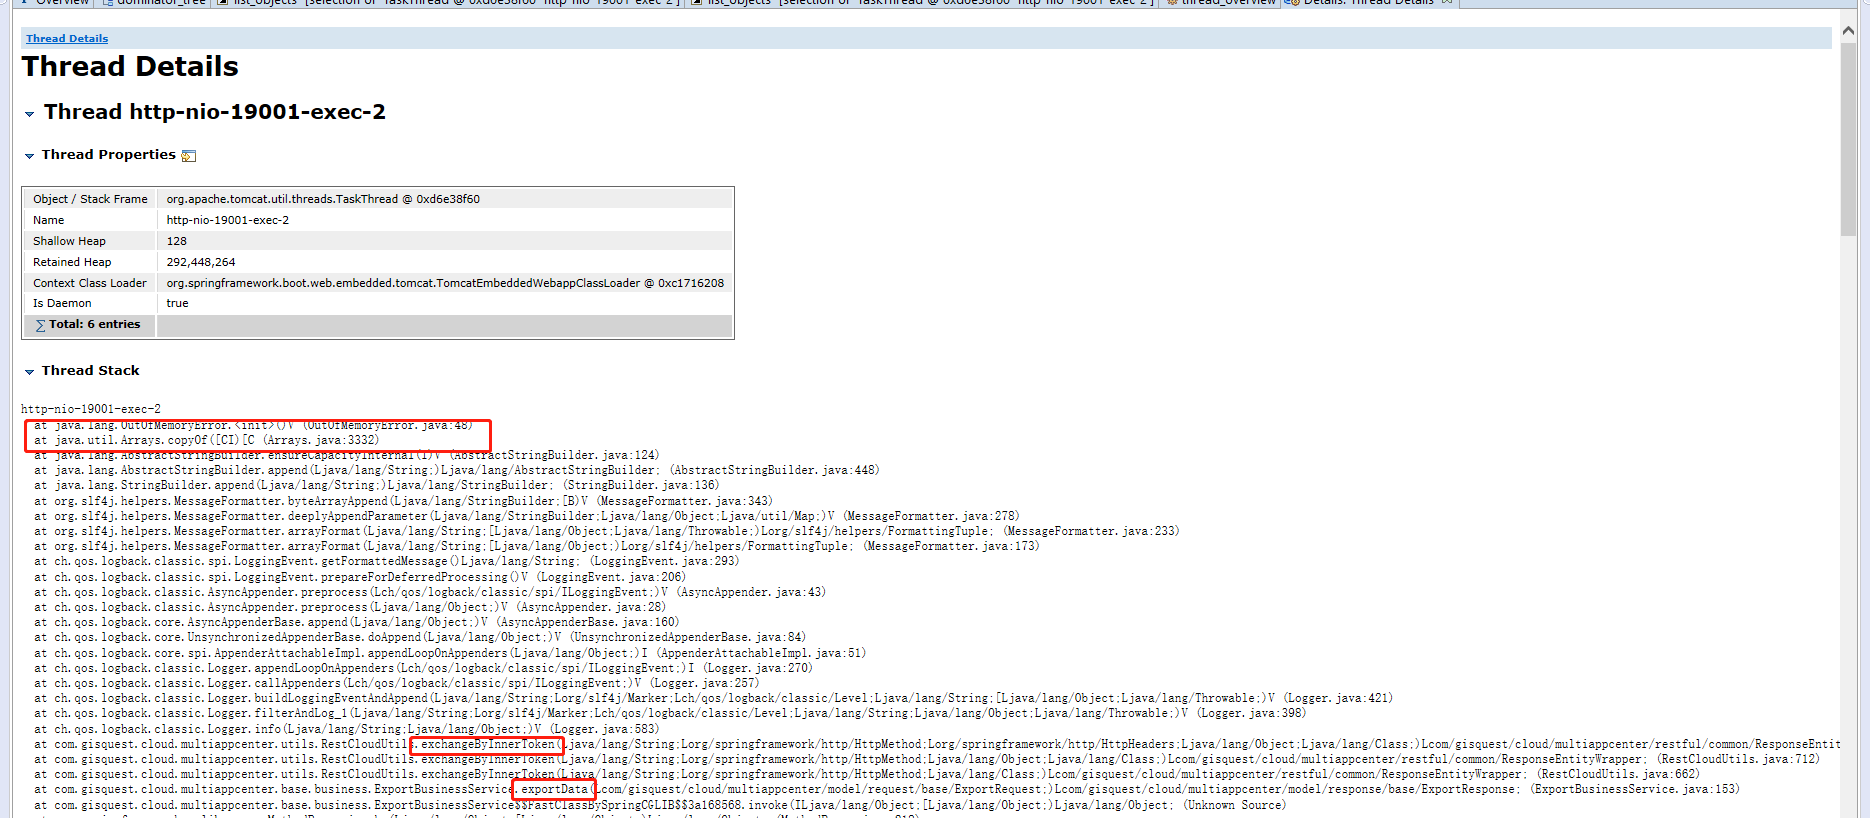 Overview dominator_tree list_objects [selection of 'TaskThread @ 0xd6e38f60 http-nio-19001-exec-2'] list_objects [selection of 'TaskThread @ 0xd6e38f60 http-nio-19001-exec-2'] thread_overview Details: Thread Details
Thread Details
Thread Details
Thread http-nio-19001-exec-2
Thread Properties
Object / Stack Frame org.apache.tomcat.util.threads.TaskThread @ 0xd6e38f60
Name http-nio-19001-exec-2
Shallow Heap 128
Retained Heap 292,448,264
Context Class Loader org.springframework.boot.web.embedded.tomcat.TomcatEmbeddedWebappClassLoader @ 0xc1716208
Is Daemon true
Total: 6 entries
Thread Stack
http-nio-19001-exec-2
at java.lang.OutOfMemoryError.<init>()V (OutOfMemoryError.java:48)
at java.util.Arrays.copyOf([CI)[C (Arrays.java:3332)
at java.lang.AbstractStringBuilder.ensureCapacityInternal(I)V (AbstractStringBuilder.java:124)
at java.lang.AbstractStringBuilder.append(Ljava/lang/String;)Ljava/lang/AbstractStringBuilder; (AbstractStringBuilder.java:448)
at java.lang.StringBuilder.append(Ljava/lang/String;)Ljava/lang/StringBuilder; (StringBuilder.java:136)
at org.slf4j.helpers.MessageFormatter.byteArrayAppend(Ljava/lang/StringBuilder;[B)V (MessageFormatter.java:343)
at org.slf4j.helpers.MessageFormatter.deeplyAppendParameter(Ljava/lang/StringBuilder;Ljava/lang/Object;Ljava/util/Map;)V (MessageFormatter.java:278)
at org.slf4j.helpers.MessageFormatter.arrayFormat(Ljava/lang/String;[Ljava/lang/Object;Ljava/lang/Throwable;)Lorg/slf4j/helpers/FormattingTuple; (MessageFormatter.java:233)
at org.slf4j.helpers.MessageFormatter.arrayFormat(Ljava/lang/String;[Ljava/lang/Object;)Lorg/slf4j/helpers/FormattingTuple; (MessageFormatter.java:173)
at ch.qos.logback.classic.spi.LoggingEvent.getFormattedMessage()Ljava/lang/String; (LoggingEvent.java:293)
at ch.qos.logback.classic.spi.LoggingEvent.prepareForDeferredProcessing()V (LoggingEvent.java:206)
at ch.qos.logback.classic.AsyncAppender.preprocess(Lch/qos/logback/classic/spi/ILoggingEvent;)V (AsyncAppender.java:43)
at ch.qos.logback.classic.AsyncAppender.preprocess(Ljava/lang/Object;)V (AsyncAppender.java:28)
at ch.qos.logback.core.AsyncAppenderBase.append(Ljava/lang/Object;)V (AsyncAppenderBase.java:160)
at ch.qos.logback.core.UnsynchronizedAppenderBase.doAppend(Ljava/lang/Object;)V (UnsynchronizedAppenderBase.java:84)
at ch.qos.logback.core.spi.AppenderAttachableImpl.appendLoopOnAppenders(Ljava/lang/Object;)I (AppenderAttachableImpl.java:51)
at ch.qos.logback.classic.Logger.appendLoopOnAppenders(Lch/qos/logback/classic/spi/ILoggingEvent;)I (Logger.java:270)
at ch.qos.logback.classic.Logger.callAppenders(Lch/qos/logback/classic/spi/ILoggingEvent;)V (Logger.java:257)
at ch.qos.logback.classic.Logger.buildLoggingEventAndAppend(Ljava/lang/String;Lorg/slf4j/Marker;Lch/qos/logback/classic/Level;Ljava/lang/String;[Ljava/lang/Object;Ljava/lang/Throwable;)V (Logger.java:421)
at ch.qos.logback.classic.Logger.filterAndLog_1(Ljava/lang/String;Lorg/slf4j/Marker;Lch/qos/logback/classic/Level;Ljava/lang/String;Ljava/lang/Object;Ljava/lang/Throwable;)V (Logger.java:398)
at ch.qos.logback.classic.Logger.info(Ljava/lang/String;Ljava/lang/Object;)V (Logger.java:583)
at com.gisquest.cloud.multiappcenter.utils.RestCloudUtils.exchangeByInnerToken(Ljava/lang/String;Lorg/springframework/http/HttpMethod;Lorg/springframework/http/HttpHeaders;Ljava/lang/Object;Ljava/lang/Class;)Lcom/gisquest/cloud/multiappcenter/restful/common/ResponseEntit
at com.gisquest.cloud.multiappcenter.utils.RestCloudUtils.exchangeByInnerToken(Ljava/lang/String;Lorg/springframework/http/HttpMethod;Ljava/lang/Object;Ljava/lang/Class;)Lcom/gisquest/cloud/multiappcenter/restful/common/ResponseEntityWrapper; (RestCloudUtils.java:712)
at com.gisquest.cloud.multiappcenter.utils.RestCloudUtils.exchangeByInnerToken(Ljava/lang/String;Lorg/springframework/http/HttpMethod;Ljava/lang/Class;)Lcom/gisquest/cloud/multiappcenter/restful/common/ResponseEntityWrapper; (RestCloudUtils.java:662)
at com.gisquest.cloud.multiappcenter.base.business.ExportBusinessService.exportData(Lcom/gisquest/cloud/multiappcenter/model/request/base/ExportRequest;)Lcom/gisquest/cloud/multiappcenter/model/response/base/ExportResponse; (ExportBusinessService.java:153)
at com.gisquest.cloud.multiappcenter.base.business.ExportBusinessService$$FastClassBySpringCGLIB$$3a168568.invoke(ILjava/lang/Object;[Ljava/lang/Object;)Ljava/lang/Object; (Unknown Source)